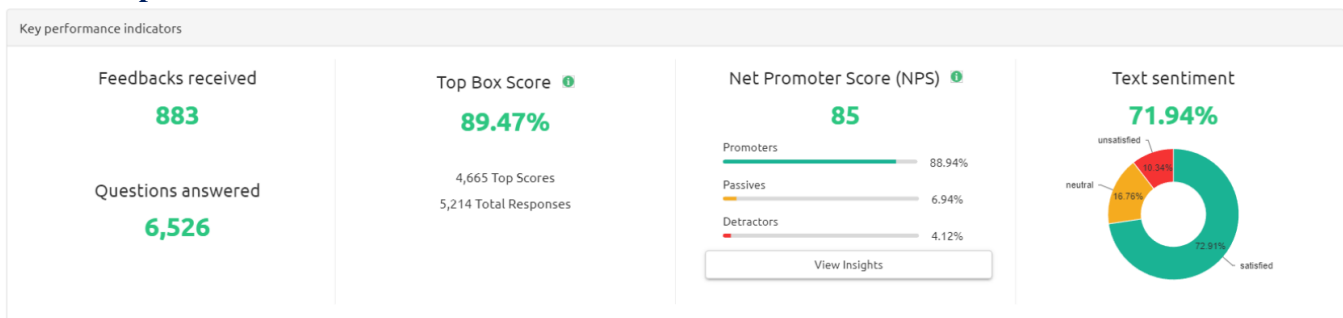 Key performance indicators
Feedbacks received
883
Questions answered
6,526
Top Box Score
89.47%
4,665 Top Scores
5,214 Total Responses
Net Promoter Score (NPS)
85
Promoters
88.94%
Passives
6.94%
Detractors
4.12%
View Insights
Text sentiment
71.94%
unsatisfied
10.34%
neutral
16.76%
72.91%
satisfied